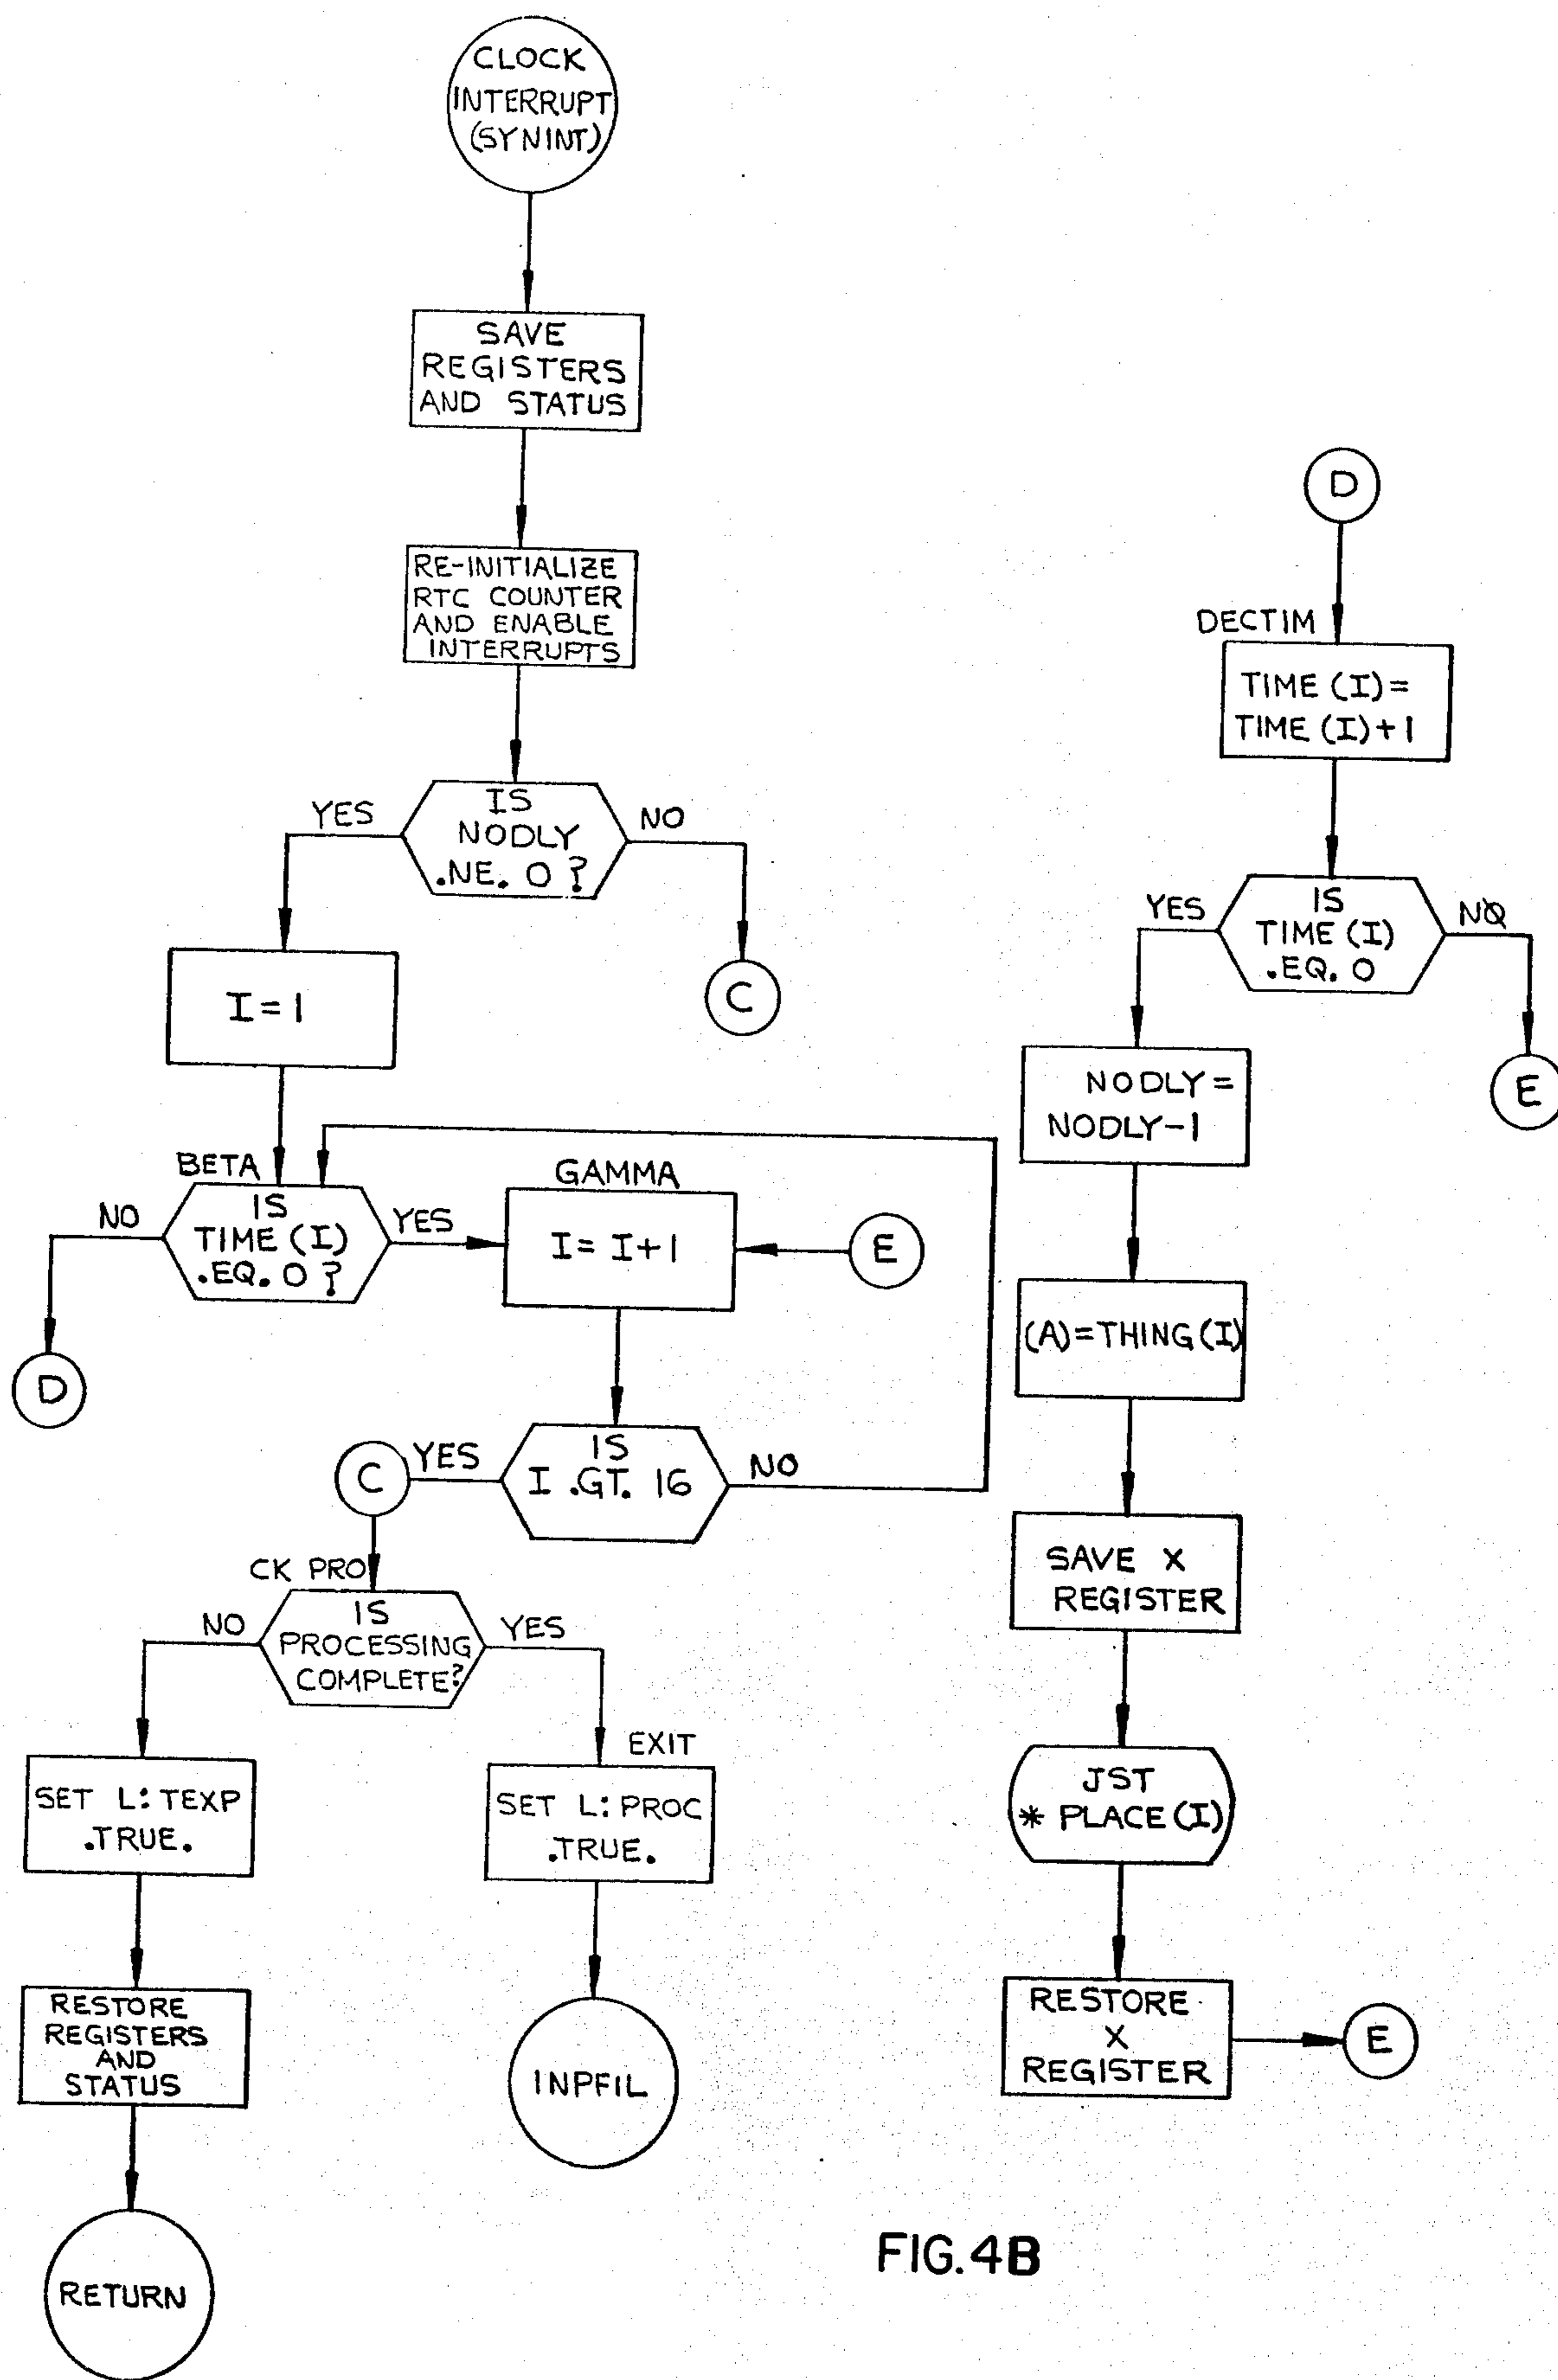 CLOCK
INTERRUPT
(SYNINT)
SAVE
REGISTERS
AND STATUS
RE-INITIALIZE
RTC COUNTER
AND ENABLE
INTERRUPTS
YES
IS
NODLY
.NE. 0 ?
NO
I = 1
C
BETA
NO
IS
TIME (I)
.EQ. 0 ?
YES
GAMMA
I = I+1
E
D
C
YES
IS
I .GT. 16
NO
CK PRO
NO
IS
PROCESSING
COMPLETE?
YES
SET L: TEXP
.TRUE.
EXIT
SET L: PROC
.TRUE.
RESTORE
REGISTERS
AND
STATUS
INPFIL
RETURN
D
DECTIM
TIME (I) =
TIME (I) + 1
YES
IS
TIME (I)
.EQ. 0
NO
E
NODLY =
NODLY-1
(A)=THING(I)
SAVE X
REGISTER
JST
* PLACE (I)
RESTORE
X
REGISTER
E
FIG.4B